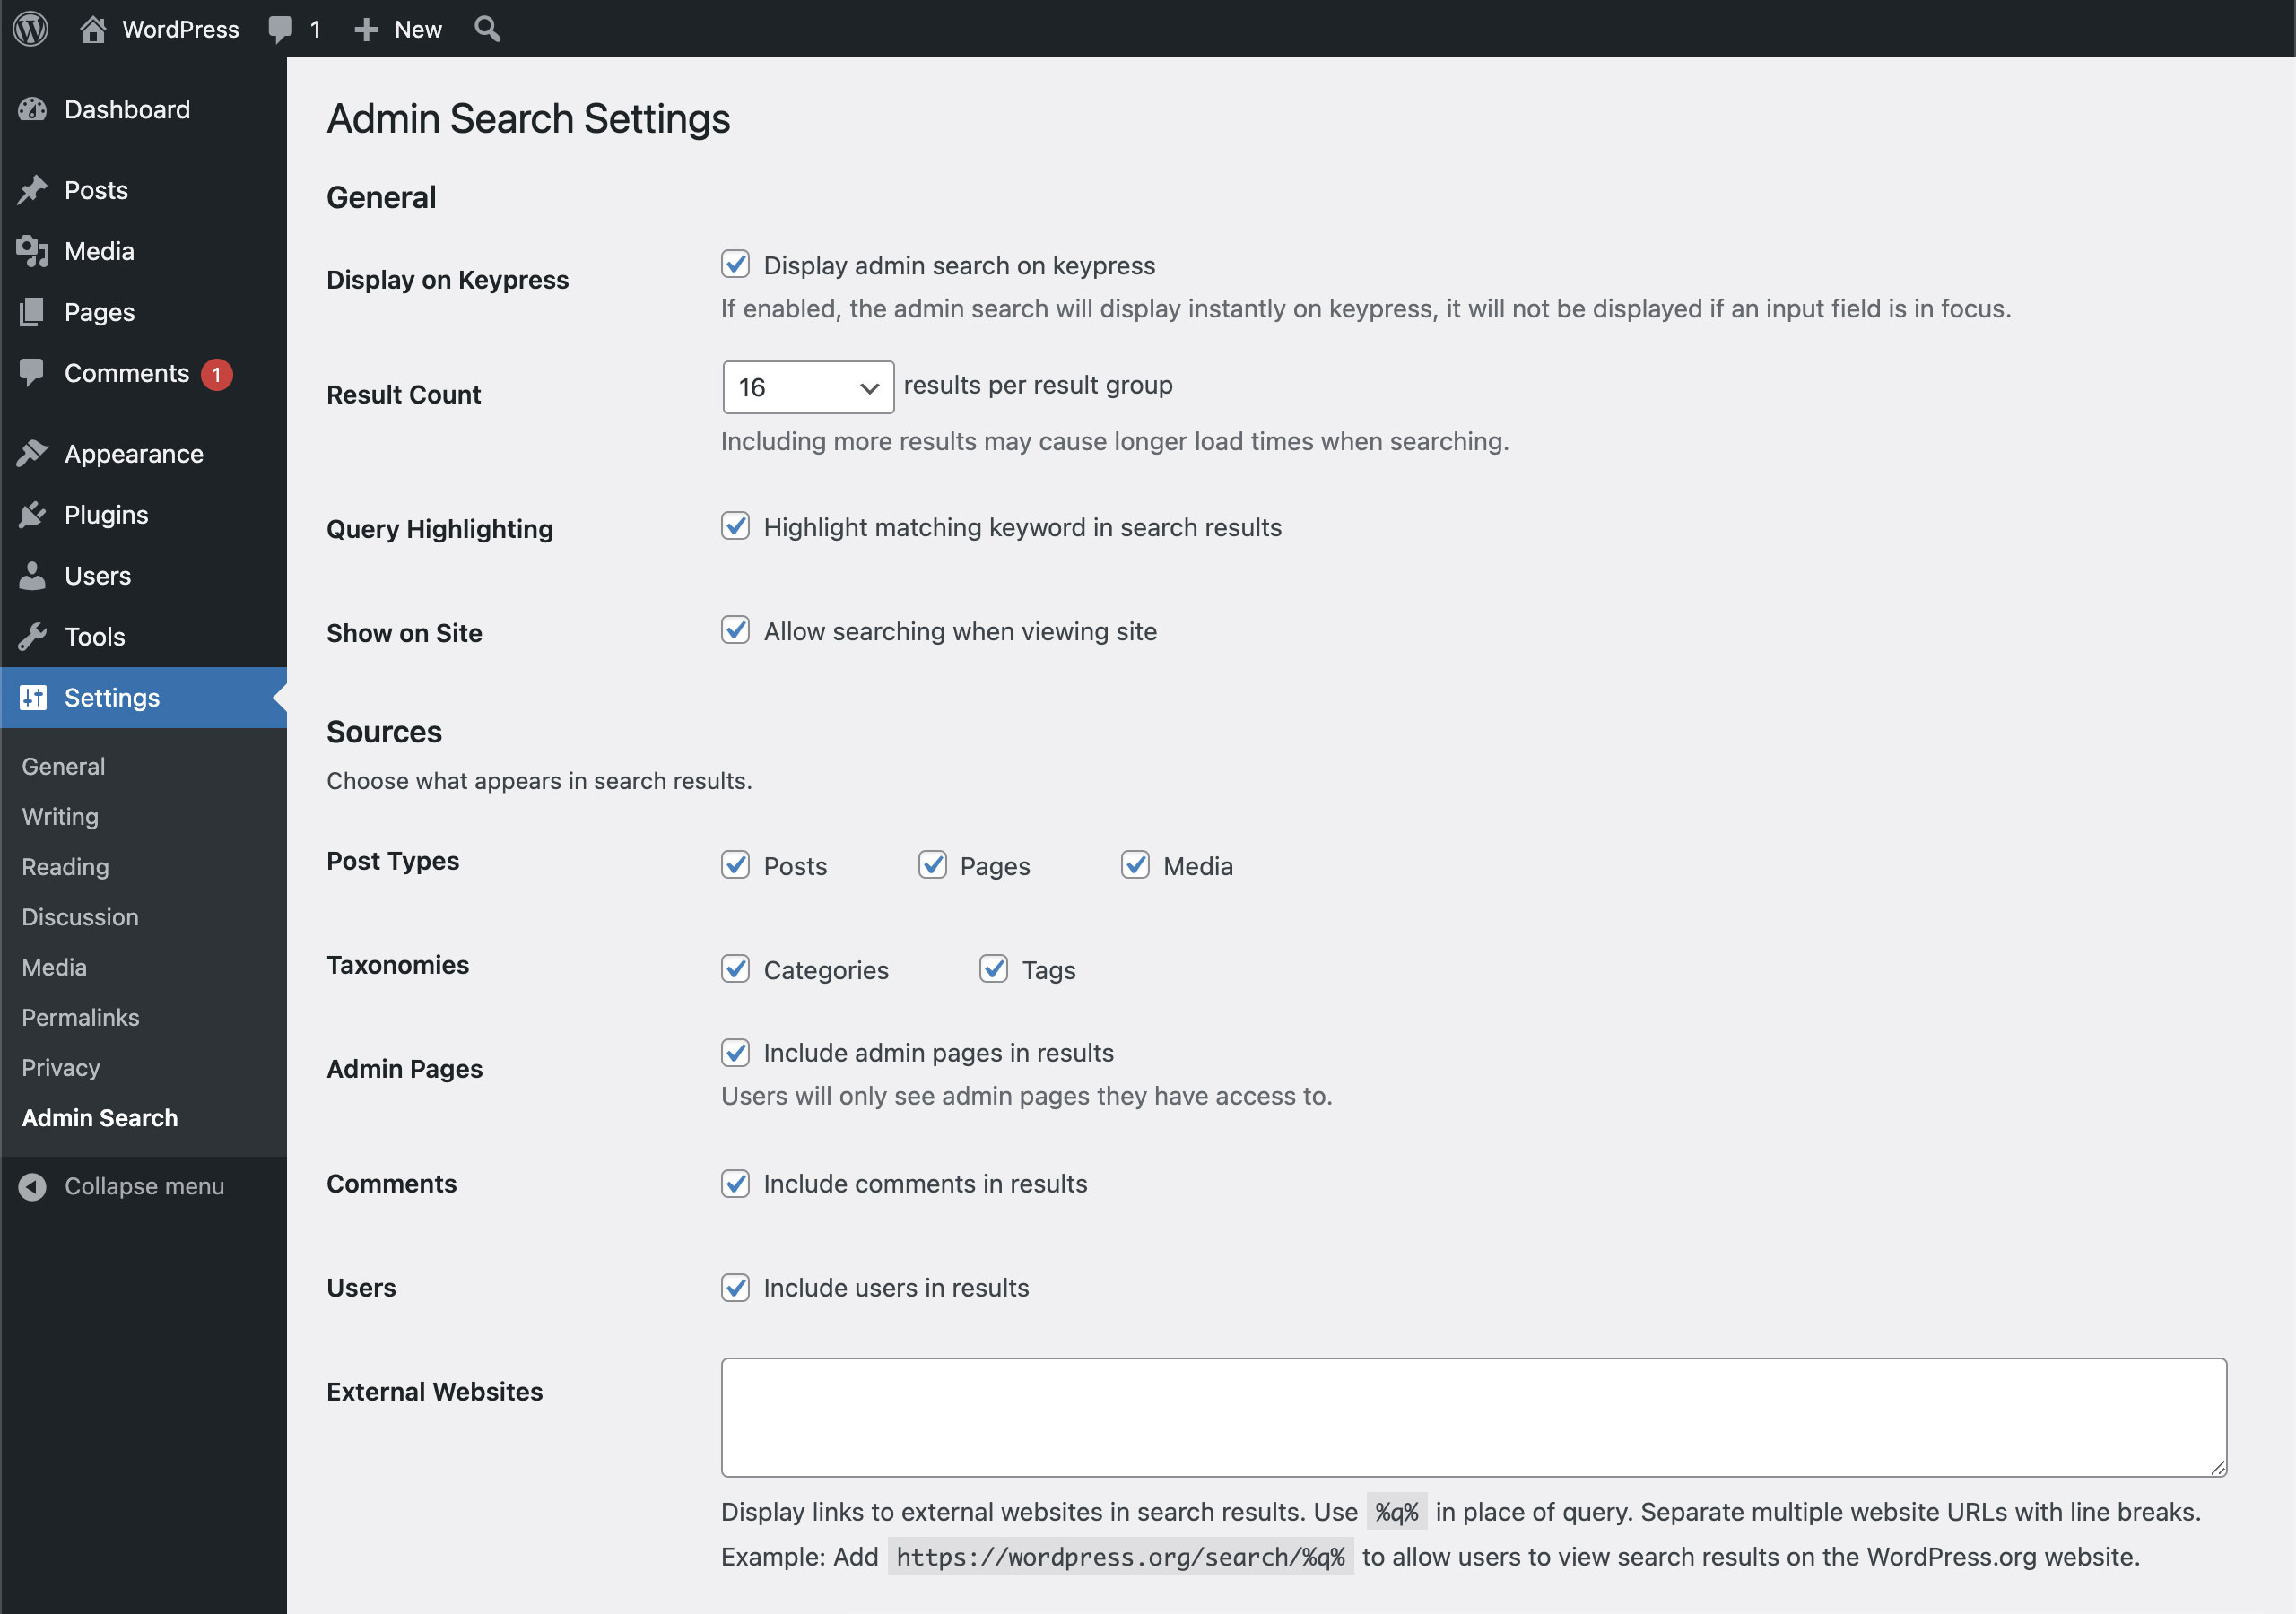 WordPress 1 New
Dashboard
Posts
Media
Pages
Comments 1
Appearance
Plugins
Users
Tools
Settings
General
Writing
Reading
Discussion
Media
Permalinks
Privacy
Admin Search
Collapse menu
Admin Search Settings
General
Display on Keypress
Display admin search on keypress
If enabled, the admin search will display instantly on keypress, it will not be displayed if an input field is in focus.
Result Count
16 results per result group
Including more results may cause longer load times when searching.
Query Highlighting
Highlight matching keyword in search results
Show on Site
Allow searching when viewing site
Sources
Choose what appears in search results.
Post Types
Posts Pages Media
Taxonomies
Categories Tags
Admin Pages
Include admin pages in results
Users will only see admin pages they have access to.
Comments
Include comments in results
Users
Include users in results
External Websites
Display links to external websites in search results. Use %q% in place of query. Separate multiple website URLs with line breaks.
Example: Add https://wordpress.org/search/%q% to allow users to view search results on the WordPress.org website.